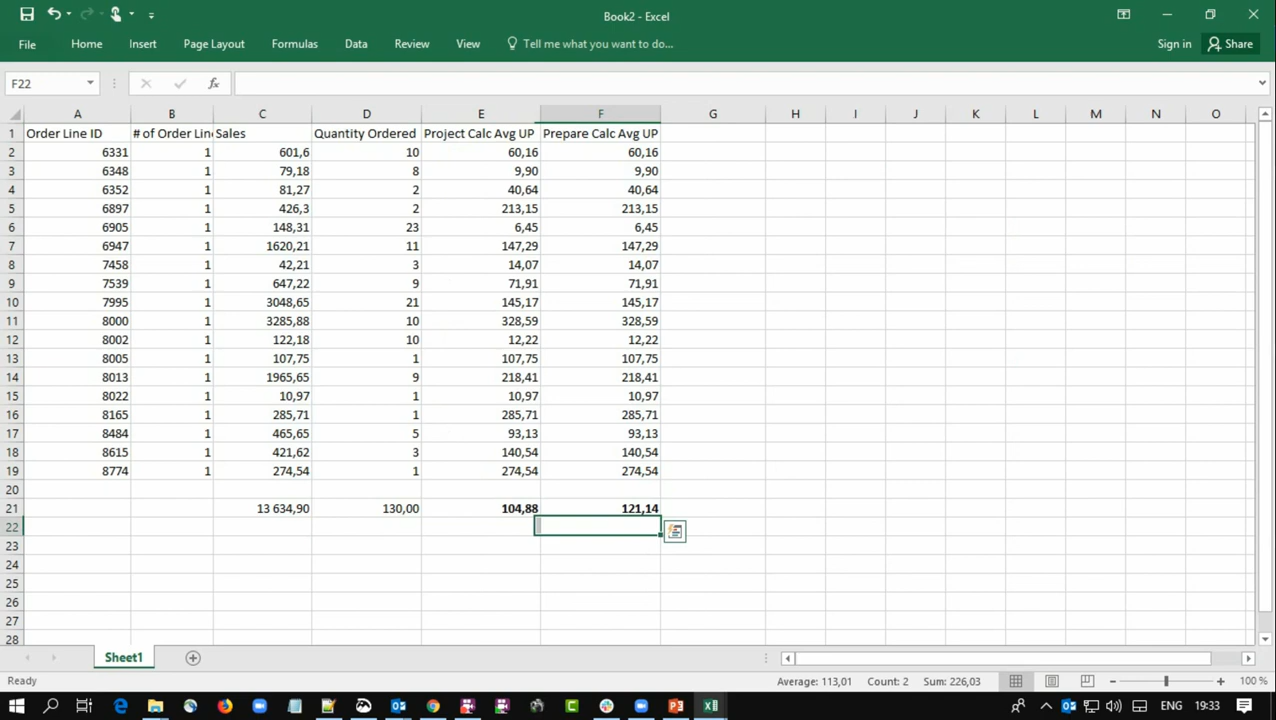 Book2 - Excel
File Home Insert Page Layout Formulas Data Review View Tell me what you want to do... Sign in Share
F22 fx
A B C D E F G H I J K L M N O
1 Order Line ID # of Order Line Sales Quantity Ordered Project Calc Avg UP Prepare Calc Avg UP
2 6331 1 601,6 10 60,16 60,16
3 6348 1 79,18 8 9,90 9,90
4 6352 1 81,27 2 40,64 40,64
5 6897 1 426,3 2 213,15 213,15
6 6905 1 148,31 23 6,45 6,45
7 6947 1 1620,21 11 147,29 147,29
8 7458 1 42,21 3 14,07 14,07
9 7539 1 647,22 9 71,91 71,91
10 7995 1 3048,65 21 145,17 145,17
11 8000 1 3285,88 10 328,59 328,59
12 8002 1 122,18 10 12,22 12,22
13 8005 1 107,75 1 107,75 107,75
14 8013 1 1965,65 9 218,41 218,41
15 8022 1 10,97 1 10,97 10,97
16 8165 1 285,71 1 285,71 285,71
17 8484 1 465,65 5 93,13 93,13
18 8615 1 421,62 3 140,54 140,54
19 8774 1 274,54 1 274,54 274,54
20
21 13 634,90 130,00 104,88 121,14
22
23
24
25
26
27
28
Sheet1
Ready Average: 113,01 Count: 2 Sum: 226,03 100 %
ENG 19:33